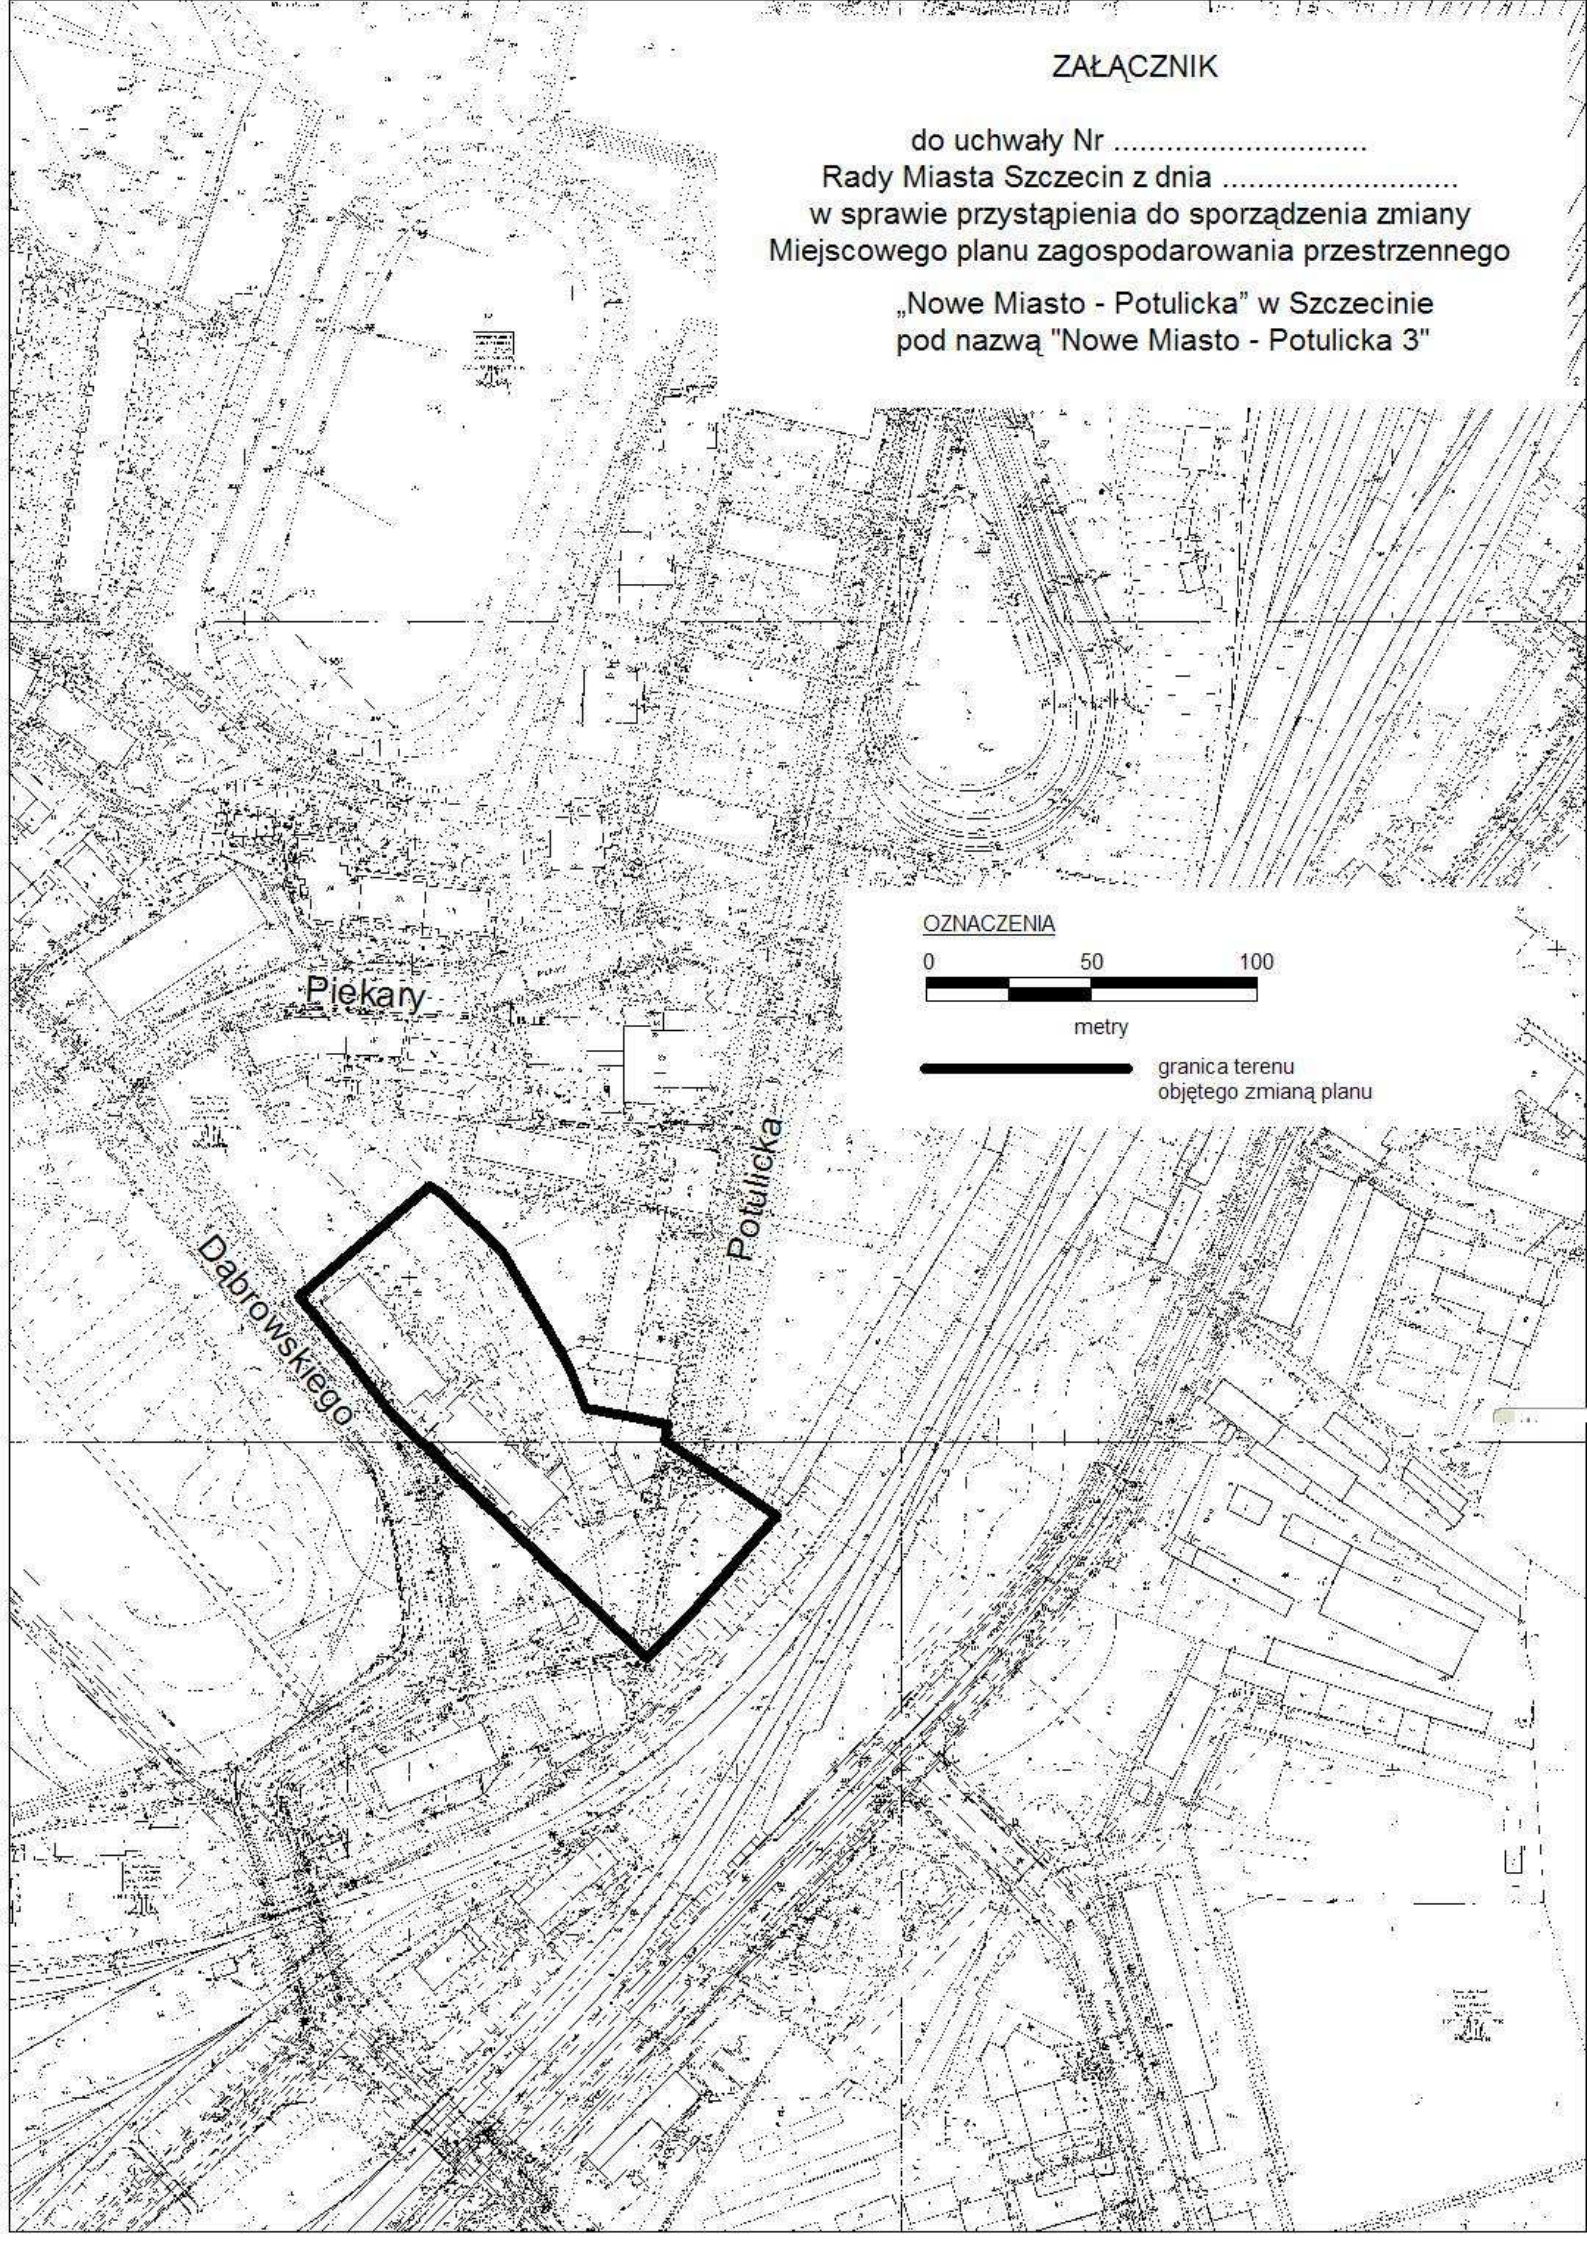 ZAŁĄCZNIK
do uchwały Nr .............................
Rady Miasta Szczecin z dnia ...........................
w sprawie przystąpienia do sporządzenia zmiany
Miejscowego planu zagospodarowania przestrzennego
„Nowe Miasto - Potulicka” w Szczecinie
pod nazwą "Nowe Miasto - Potulicka 3"
OZNACZENIA
0 50 100
metry
granica terenu
objętego zmianą planu
Piekary
Potulicka
Dąbrowskiego